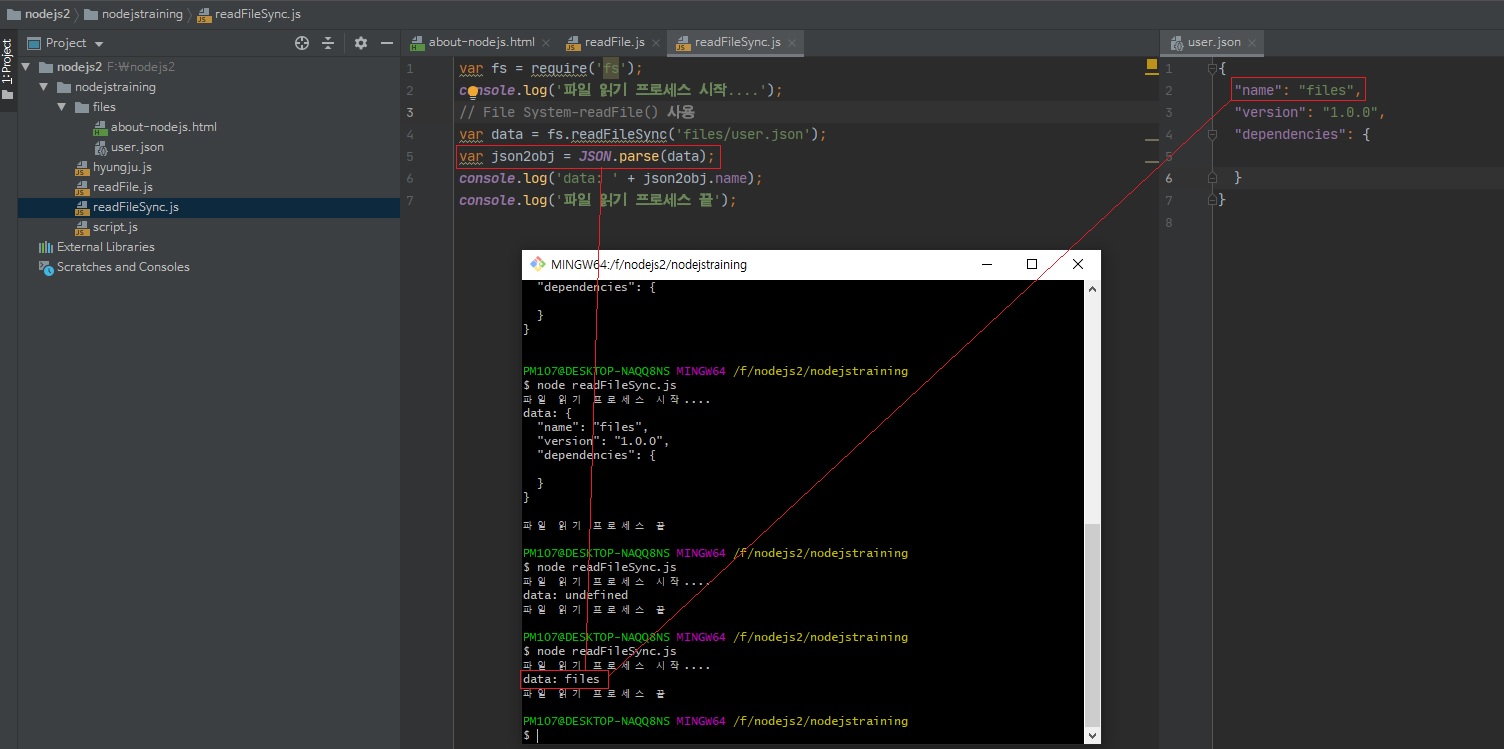 nodejs2 nodejstraining readFileSync.js
1: Project
Project
nodejs2 F:₩nodejs2
nodejstraining
files
about-nodejs.html
user.json
hyungju.js
readFile.js
readFileSync.js
script.js
External Libraries
Scratches and Consoles
about-nodejs.html readFile.js readFileSync.js
1 var fs = require('fs');
2 console.log('파일 읽기 프로세스 시작....');
3 // File System-readFile() 사용
4 var data = fs.readFileSync('files/user.json');
5 var json2obj = JSON.parse(data);
6 console.log('data: ' + json2obj.name);
7 console.log('파일 읽기 프로세스 끝');
user.json
1 {
2 "name": "files",
3 "version": "1.0.0",
4 "dependencies": {
5
6 }
7 }
8
MINGW64:/f/nodejs2/nodejstraining
"dependencies": {
}
}
PM107@DESKTOP-NAQQ8NS MINGW64 /f/nodejs2/nodejstraining
$ node readFileSync.js
파일 읽기 프로세스 시작....
data: {
"name": "files",
"version": "1.0.0",
"dependencies": {
}
}
파일 읽기 프로세스 끝
PM107@DESKTOP-NAQQ8NS MINGW64 /f/nodejs2/nodejstraining
$ node readFileSync.js
파일 읽기 프로세스 시작....
data: undefined
파일 읽기 프로세스 끝
PM107@DESKTOP-NAQQ8NS MINGW64 /f/nodejs2/nodejstraining
$ node readFileSync.js
파일 읽기 프로세스 시작....
data: files
파일 읽기 프로세스 끝
PM107@DESKTOP-NAQQ8NS MINGW64 /f/nodejs2/nodejstraining
$